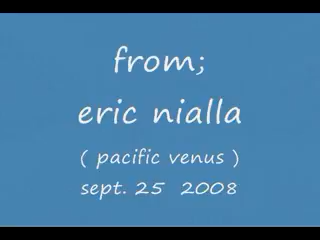 from;
eric nialla
( pacific venus )
sept. 25 2008